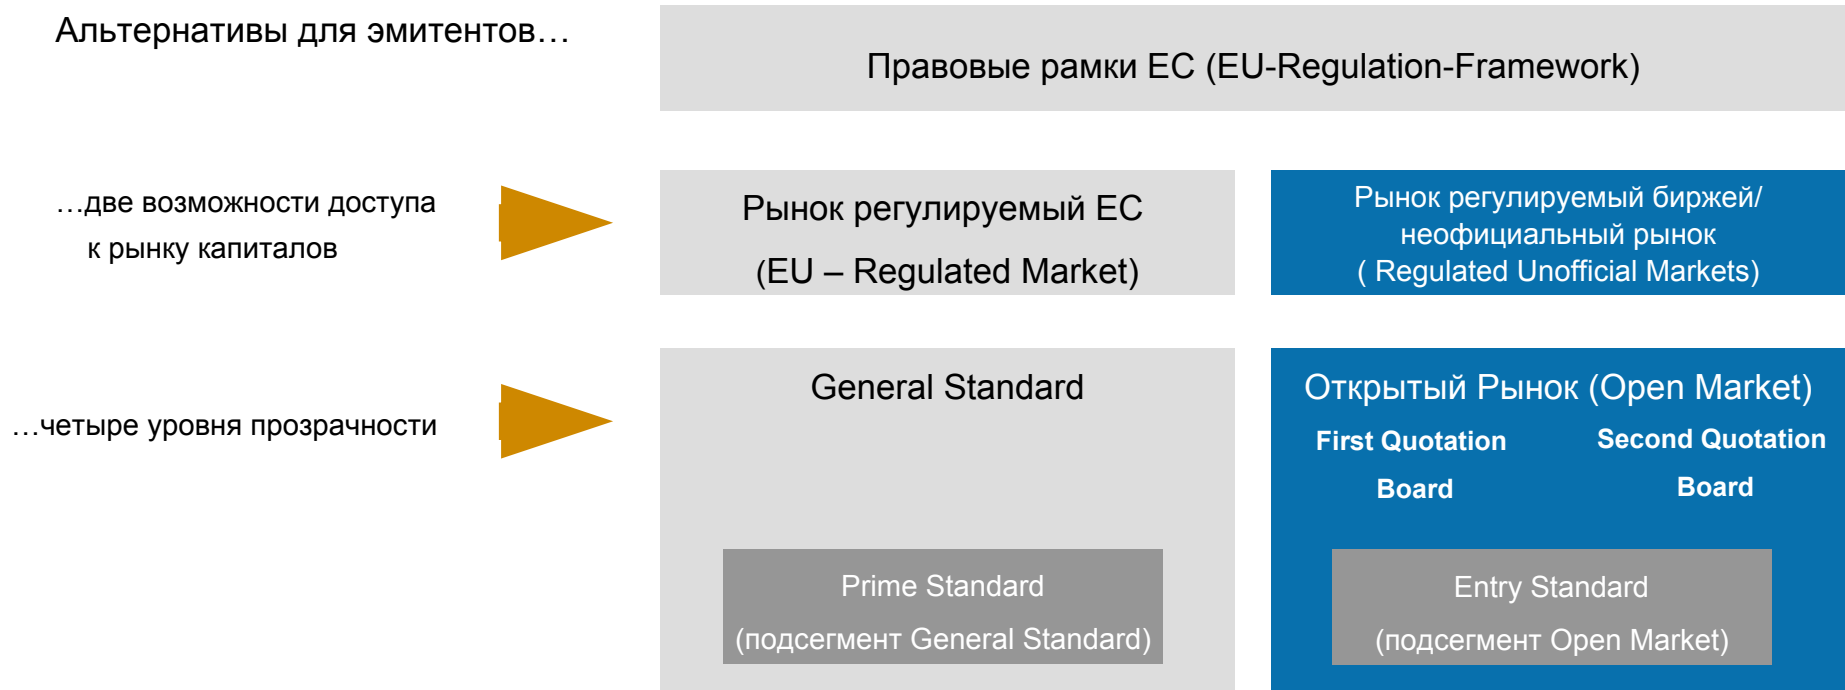 Альтернативы для эмитентов…
Правовые рамки ЕС (EU-Regulation-Framework)
…две возможности доступа
к рынку капиталов
Рынок регулируемый ЕС
(EU – Regulated Market)
Рынок регулируемый биржей/
неофициальный рынок
( Regulated Unofficial Markets)
…четыре уровня прозрачности
General Standard
Prime Standard
(подсегмент General Standard)
Открытый Рынок (Open Market)
First Quotation
Board
Second Quotation
Board
Entry Standard
(подсегмент Open Market)